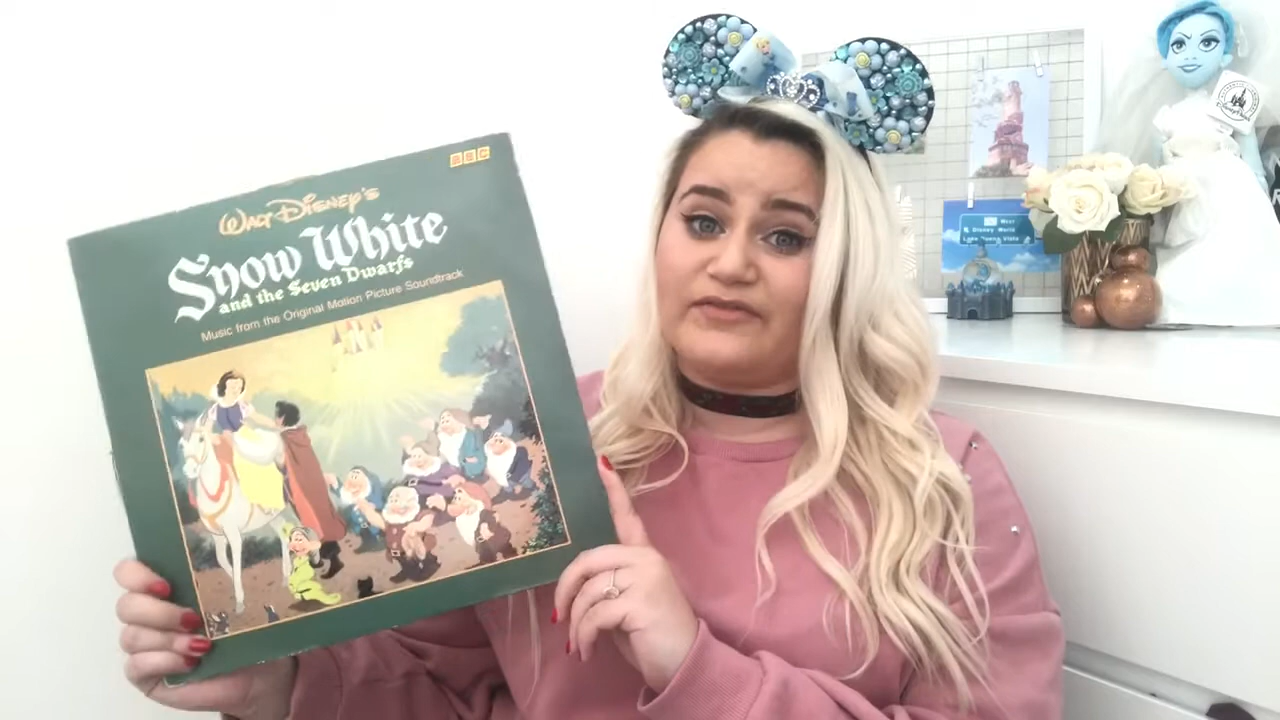 BBC
Walt Disney's
Snow White
and the Seven Dwarfs
Music from the Original Motion Picture Soundtrack
West
Disney World
Lake Buena Vista